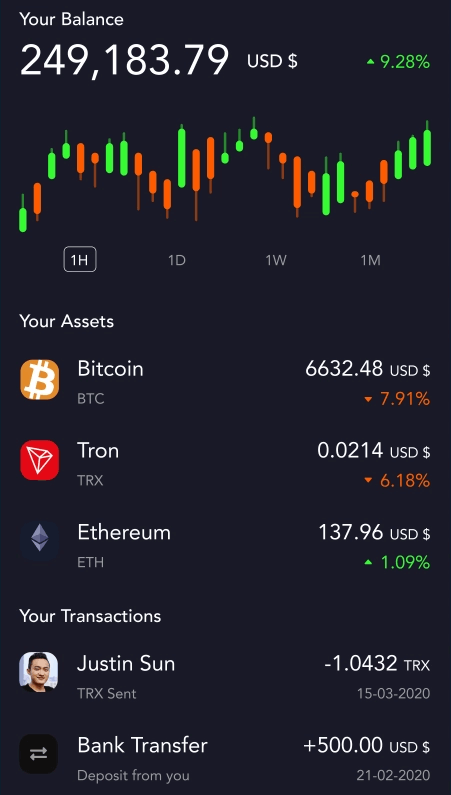 Your Balance
249,183.79 USD $ 9.28%
1H 1D 1W 1M
Your Assets
Bitcoin 6632.48 USD $
BTC 7.91%
Tron 0.0214 USD $
TRX 6.18%
Ethereum 137.96 USD $
ETH 1.09%
Your Transactions
Justin Sun -1.0432 TRX
TRX Sent 15-03-2020
Bank Transfer +500.00 USD $
Deposit from you 21-02-2020